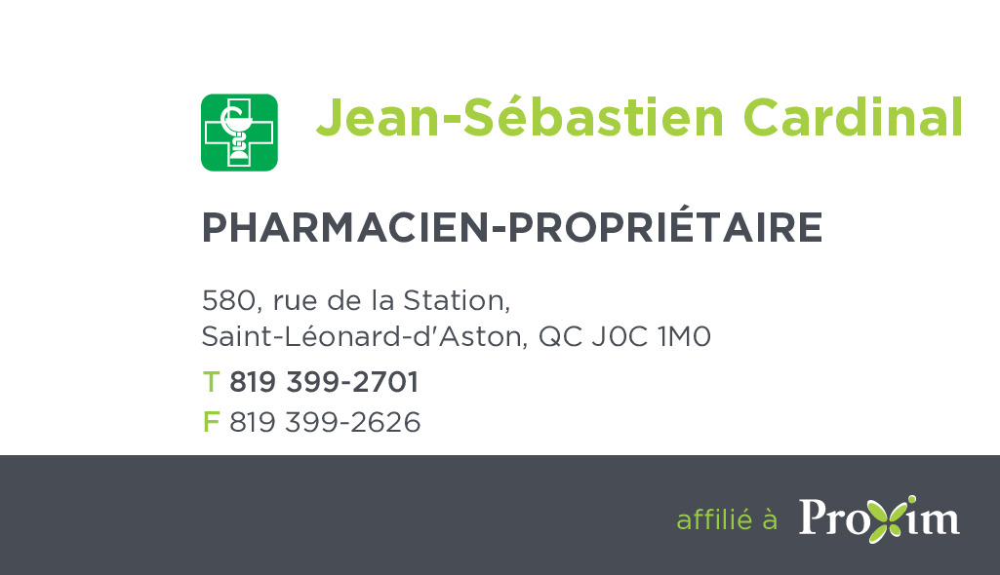 Jean-Sébastien Cardinal
PHARMACIEN-PROPRIÉTAIRE
580, rue de la Station,
Saint-Léonard-d'Aston, QC J0C 1M0
T 819 399-2701
F 819 399-2626
affilié à Proxim